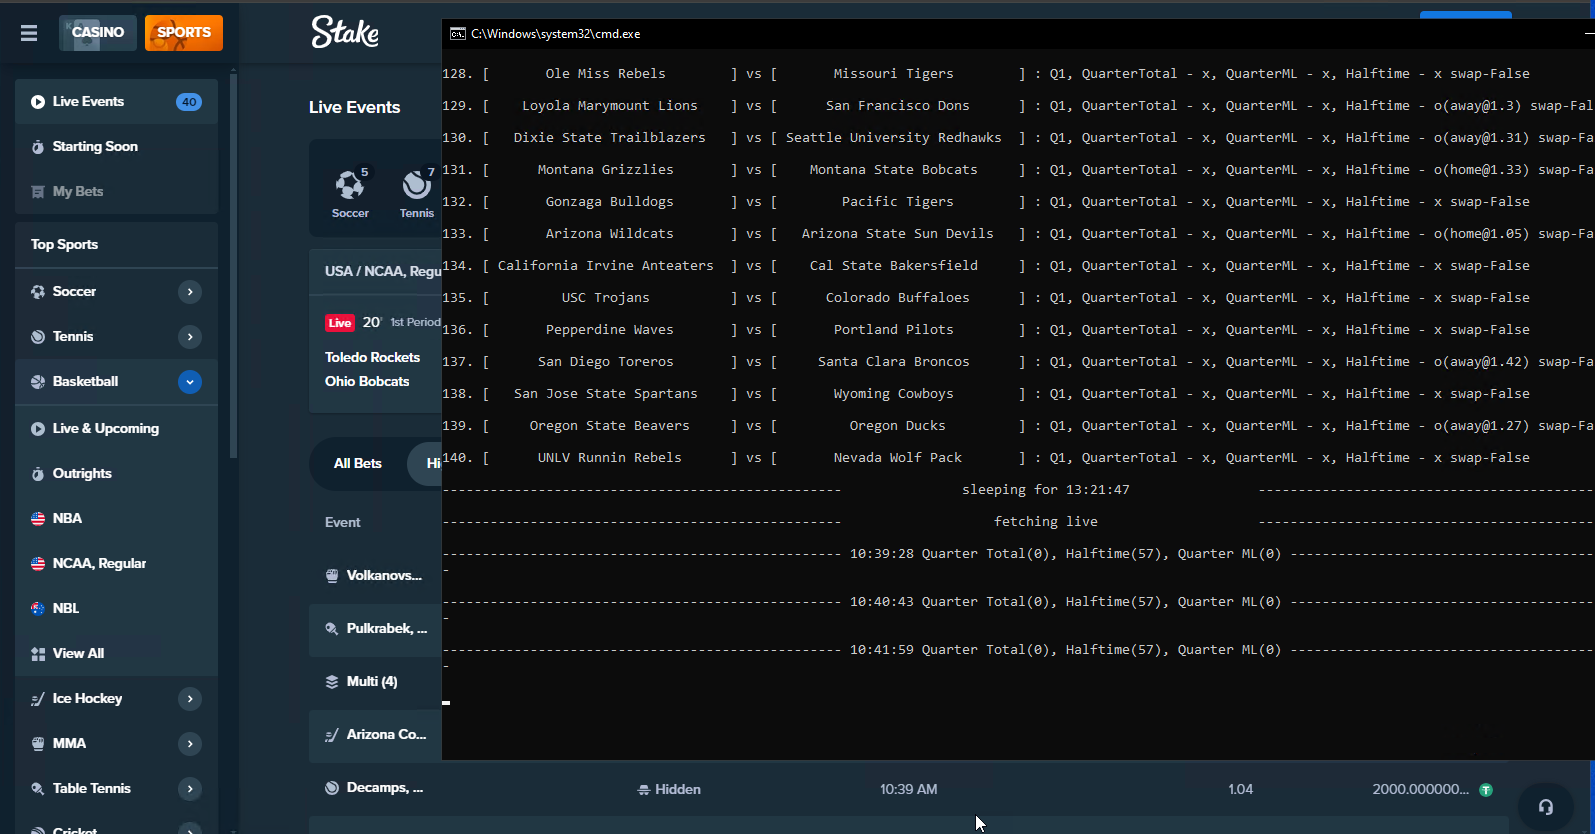 CASINO
SPORTS
Stake
C:\Windows\system32\cmd.exe
Live Events 40
Starting Soon
My Bets
Top Sports
Soccer
Tennis
Basketball
Live & Upcoming
Outrights
NBA
NCAA, Regular
NBL
View All
Ice Hockey
MMA
Table Tennis
Cricket
Live Events
5
Soccer
7
Tennis
USA / NCAA, Regu
Live 20' 1st Period
Toledo Rockets
Ohio Bobcats
All Bets
Hi
Event
Volkanovs...
Pulkrabek, ...
Multi (4)
Arizona Co...
Decamps, ... Hidden 10:39 AM 1.04 2000.000000...
128. [ Ole Miss Rebels ] vs [ Missouri Tigers ] : Q1, QuarterTotal - x, QuarterML - x, Halftime - x swap-False
129. [ Loyola Marymount Lions ] vs [ San Francisco Dons ] : Q1, QuarterTotal - x, QuarterML - x, Halftime - o(away@1.3) swap-Fal
130. [ Dixie State Trailblazers ] vs [ Seattle University Redhawks ] : Q1, QuarterTotal - x, QuarterML - x, Halftime - o(away@1.31) swap-Fa
131. [ Montana Grizzlies ] vs [ Montana State Bobcats ] : Q1, QuarterTotal - x, QuarterML - x, Halftime - o(home@1.33) swap-Fa
132. [ Gonzaga Bulldogs ] vs [ Pacific Tigers ] : Q1, QuarterTotal - x, QuarterML - x, Halftime - x swap-False
133. [ Arizona Wildcats ] vs [ Arizona State Sun Devils ] : Q1, QuarterTotal - x, QuarterML - x, Halftime - o(home@1.05) swap-Fa
134. [ California Irvine Anteaters ] vs [ Cal State Bakersfield ] : Q1, QuarterTotal - x, QuarterML - x, Halftime - x swap-False
135. [ USC Trojans ] vs [ Colorado Buffaloes ] : Q1, QuarterTotal - x, QuarterML - x, Halftime - x swap-False
136. [ Pepperdine Waves ] vs [ Portland Pilots ] : Q1, QuarterTotal - x, QuarterML - x, Halftime - x swap-False
137. [ San Diego Toreros ] vs [ Santa Clara Broncos ] : Q1, QuarterTotal - x, QuarterML - x, Halftime - o(away@1.42) swap-Fa
138. [ San Jose State Spartans ] vs [ Wyoming Cowboys ] : Q1, QuarterTotal - x, QuarterML - x, Halftime - x swap-False
139. [ Oregon State Beavers ] vs [ Oregon Ducks ] : Q1, QuarterTotal - x, QuarterML - x, Halftime - o(away@1.27) swap-Fa
140. [ UNLV Runnin Rebels ] vs [ Nevada Wolf Pack ] : Q1, QuarterTotal - x, QuarterML - x, Halftime - x swap-False
sleeping for 13:21:47
fetching live
10:39:28 Quarter Total(0), Halftime(57), Quarter ML(0)
10:40:43 Quarter Total(0), Halftime(57), Quarter ML(0)
10:41:59 Quarter Total(0), Halftime(57), Quarter ML(0)